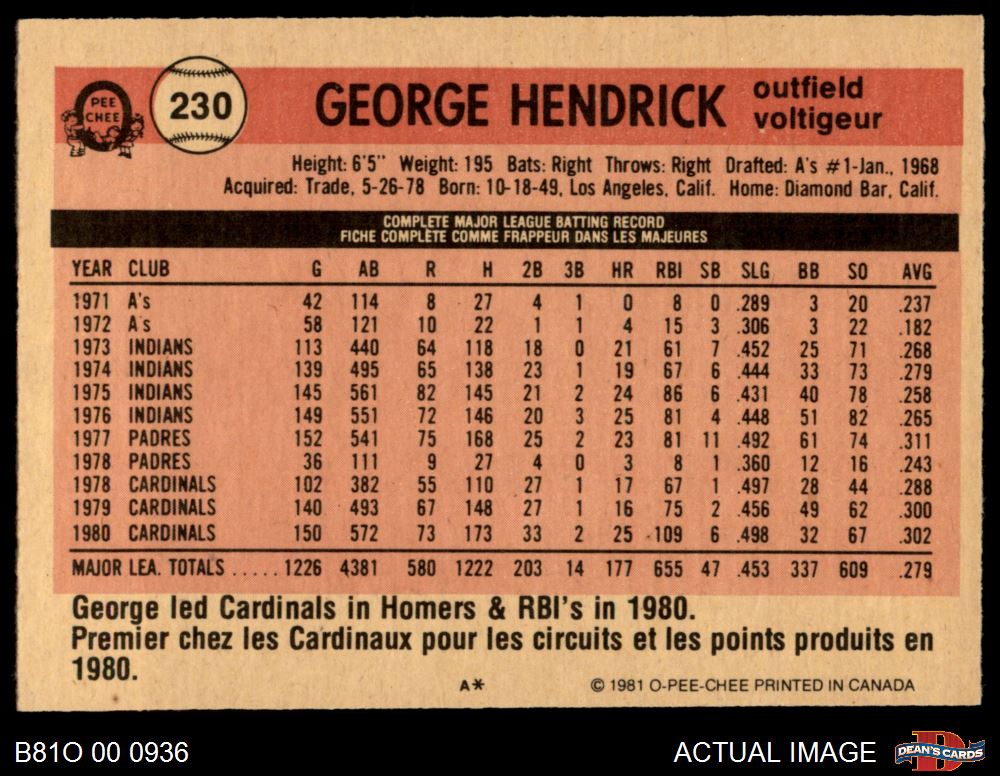 PEE
CHEE
230
GEORGE HENDRICK
outfield
voltigeur
Height: 6'5" Weight: 195 Bats: Right Throws: Right Drafted: A's #1-Jan., 1968
Acquired: Trade, 5-26-78 Born: 10-18-49, Los Angeles, Calif. Home: Diamond Bar, Calif.
COMPLETE MAJOR LEAGUE BATTING RECORD
FICHE COMPLÈTE COMME FRAPPEUR DANS LES MAJEURES
YEAR CLUB G AB R H 2B 3B HR RBI SB SLG BB SO AVG
1971 A's 42 114 8 27 4 1 0 8 0 .289 3 20 .237
1972 A's 58 121 10 22 1 1 4 15 3 .306 3 22 .182
1973 INDIANS 113 440 64 118 18 0 21 61 7 .452 25 71 .268
1974 INDIANS 139 495 65 138 23 1 19 67 6 .444 33 73 .279
1975 INDIANS 145 561 82 145 21 2 24 86 6 .431 40 78 .258
1976 INDIANS 149 551 72 146 20 3 25 81 4 .448 51 82 .265
1977 PADRES 152 541 75 168 25 2 23 81 11 .492 61 74 .311
1978 PADRES 36 111 9 27 4 0 3 8 1 .360 12 16 .243
1978 CARDINALS 102 382 55 110 27 1 17 67 1 .497 28 44 .288
1979 CARDINALS 140 493 67 148 27 1 16 75 2 .456 49 62 .300
1980 CARDINALS 150 572 73 173 33 2 25 109 6 .498 32 67 .302
MAJOR LEA. TOTALS ..... 1226 4381 580 1222 203 14 177 655 47 .453 337 609 .279
George led Cardinals in Homers & RBI's in 1980.
Premier chez les Cardinaux pour les circuits et les points produits en
1980.
A* © 1981 O-PEE-CHEE PRINTED IN CANADA
B81O 00 0936 ACTUAL IMAGE DEAN'S CARDS